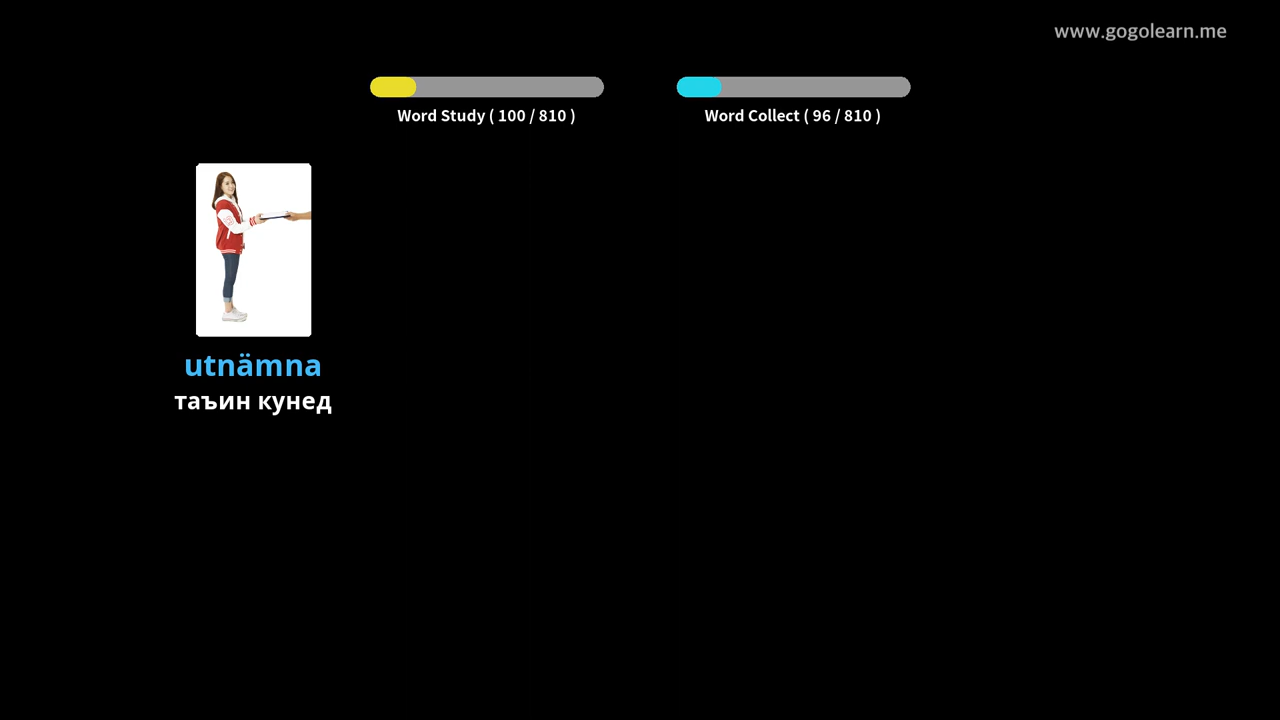 www.gogolearn.me
Word Study ( 100 / 810 )
Word Collect ( 96 / 810 )
utnämna
таъин кунед